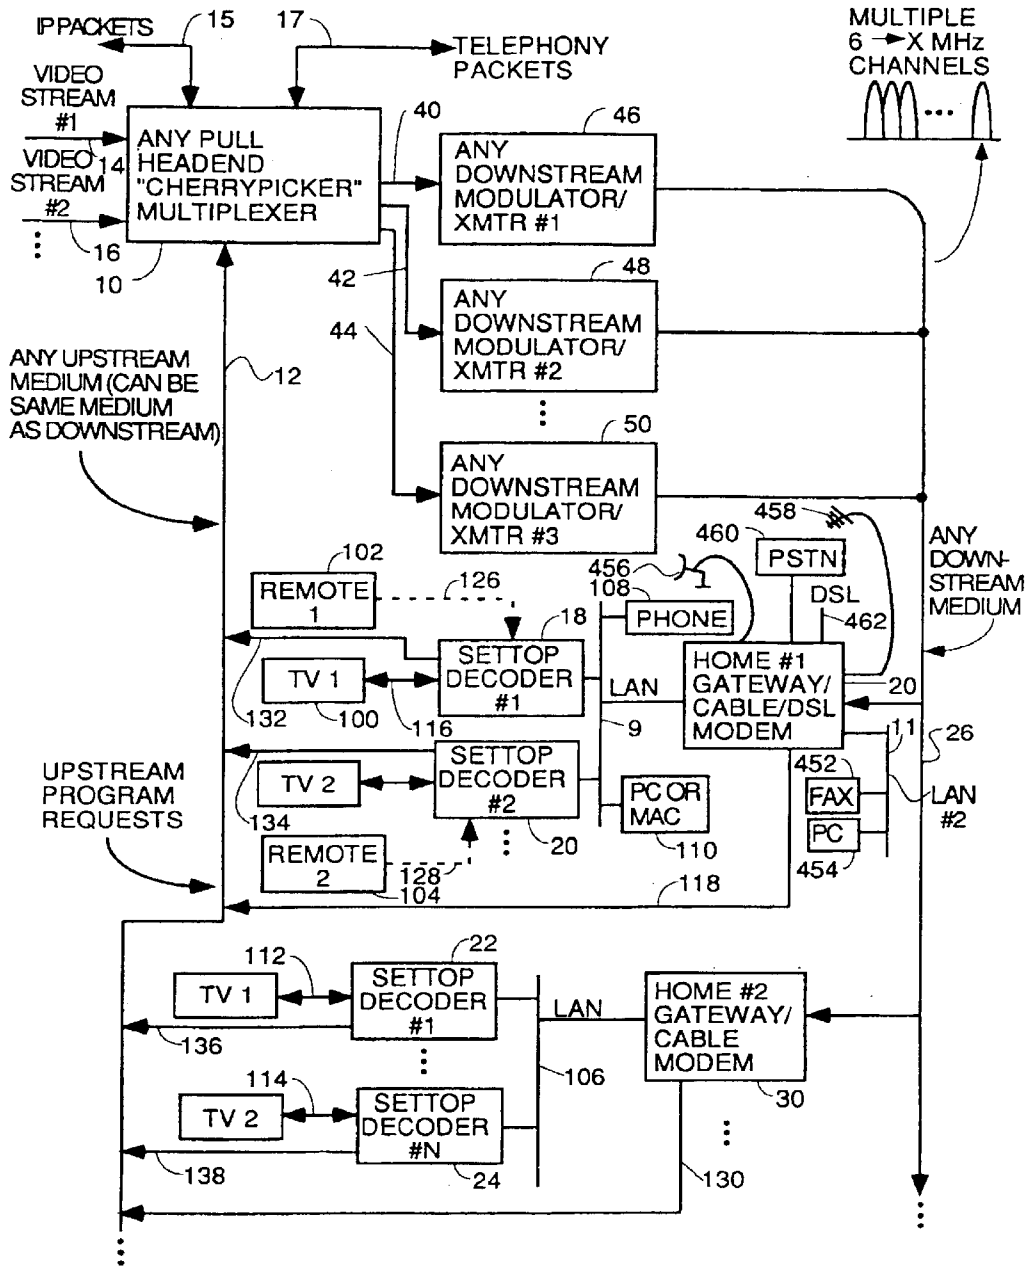 IP PACKETS
15
17
TELEPHONY
PACKETS
MULTIPLE
6 → X MHz
CHANNELS
VIDEO
STREAM
#1
14
VIDEO
STREAM
#2
16
ANY PULL
HEADEND
"CHERRYPICKER"
MULTIPLEXER
10
40
42
44
46
ANY
DOWNSTREAM
MODULATOR/
XMTR #1
48
ANY
DOWNSTREAM
MODULATOR/
XMTR #2
50
ANY
DOWNSTREAM
MODULATOR/
XMTR #3
ANY UPSTREAM
MEDIUM (CAN BE
SAME MEDIUM
AS DOWNSTREAM)
12
102
REMOTE
1
126
456
108
PHONE
460
PSTN
458
DSL
462
ANY
DOWN-
STREAM
MEDIUM
18
SETTOP
DECODER
#1
TV 1
100
116
132
LAN
9
HOME #1
GATEWAY/
CABLE/DSL
MODEM
20
11
26
UPSTREAM
PROGRAM
REQUESTS
TV 2
134
SETTOP
DECODER
#2
20
PC OR
MAC
110
452
FAX
PC
454
LAN
#2
REMOTE
2
104
128
118
112
TV 1
22
SETTOP
DECODER
#1
136
LAN
106
HOME #2
GATEWAY/
CABLE
MODEM
30
114
TV 2
SETTOP
DECODER
#N
24
138
130